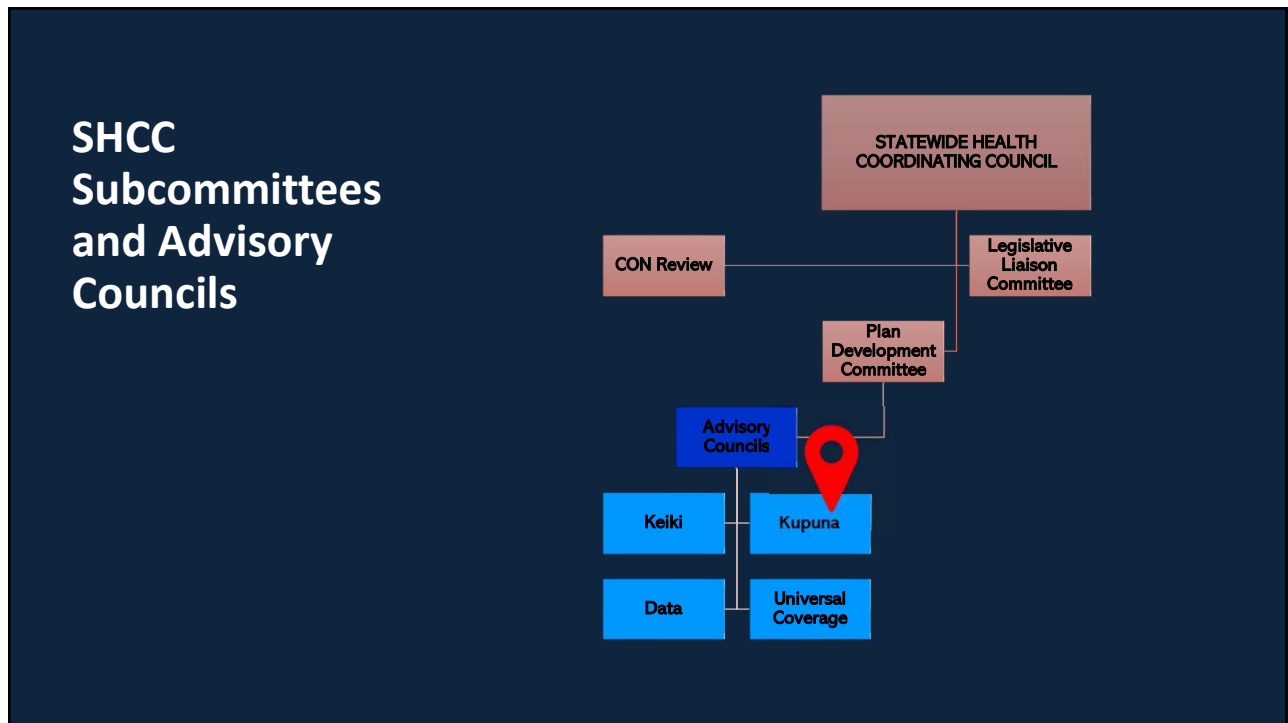 SHCC
Subcommittees
and Advisory
Councils
STATEWIDE HEALTH
COORDINATING COUNCIL
CON Review
Legislative
Liaison
Committee
Plan
Development
Committee
Advisory
Councils
Keiki
Kupuna
Data
Universal
Coverage